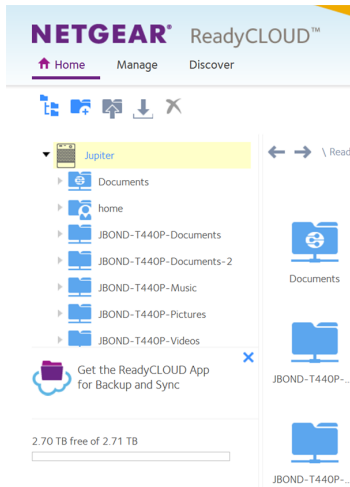 NETGEAR® ReadyCLOUD™
Home Manage Discover
Jupiter
\ Read
Documents
home
JBOND-T440P-Documents
JBOND-T440P-Documents-2
JBOND-T440P-Music
JBOND-T440P-Pictures
JBOND-T440P-Videos
Documents
Get the ReadyCLOUD App
for Backup and Sync
JBOND-T440P-..
2.70 TB free of 2.71 TB
JBOND-T440P-..